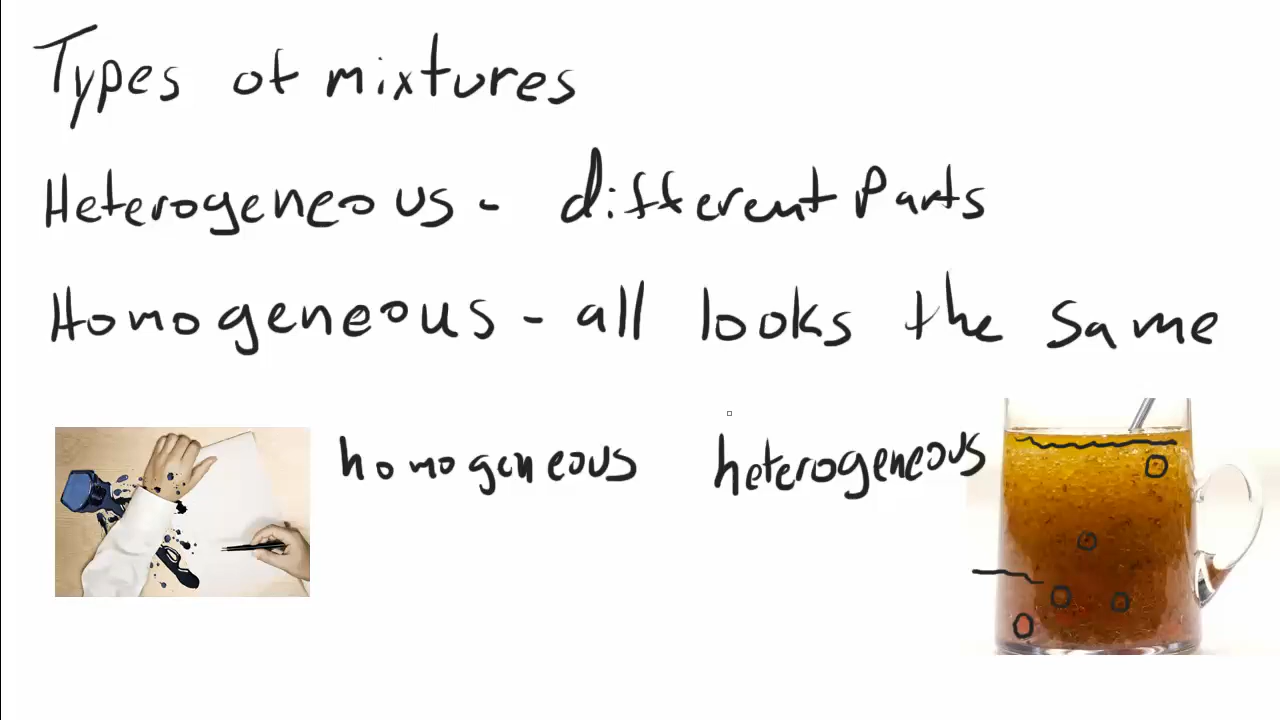 Types of mixtures
Heterogeneous - different Parts
Homogeneous - all looks the same
homogeneous heterogeneous